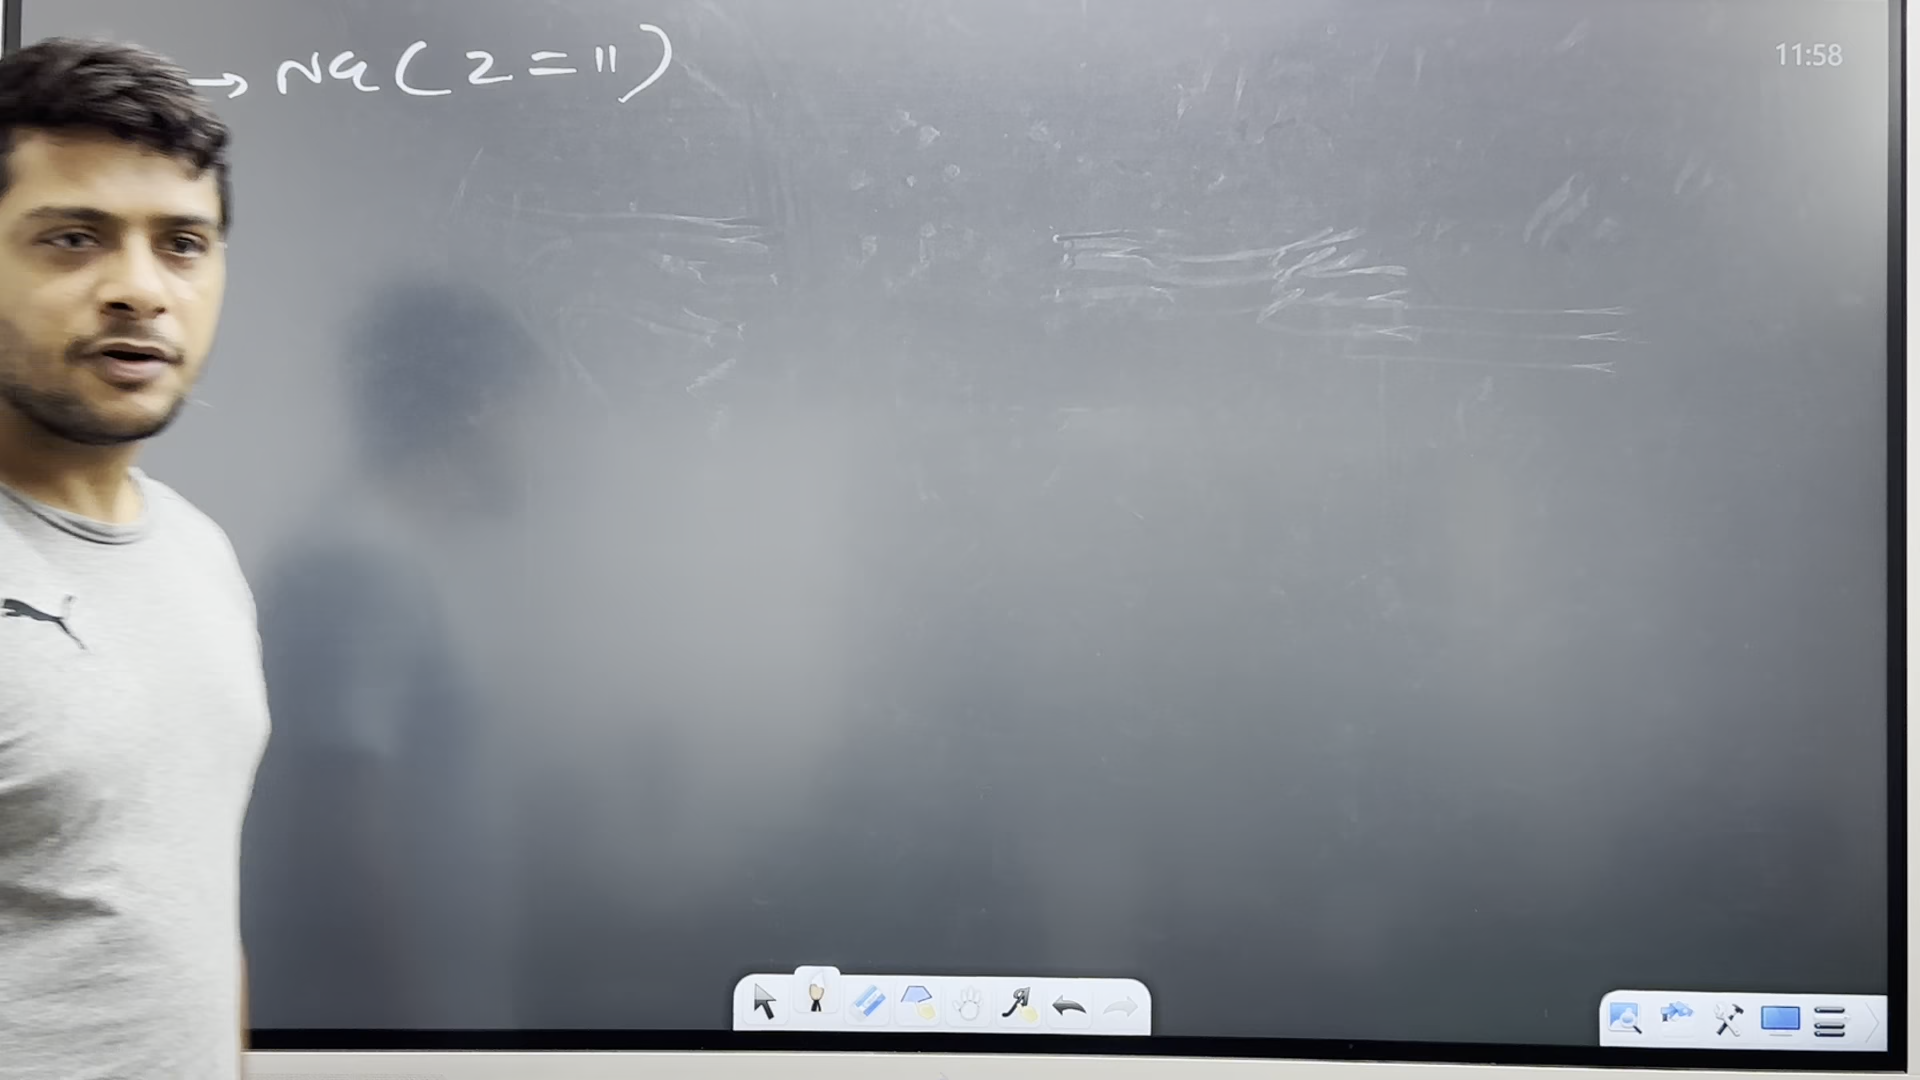 → Na (Z = 11)
11:58